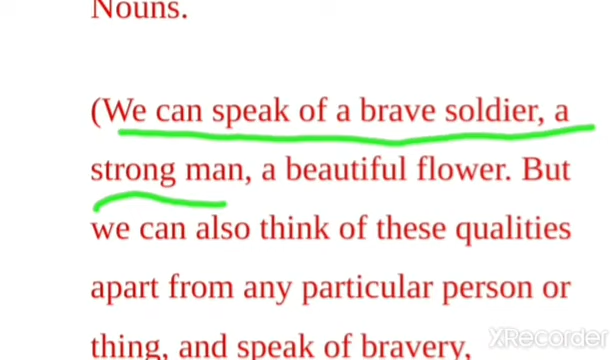 Nouns.
(We can speak of a brave soldier, a
strong man, a beautiful flower. But
we can also think of these qualities
apart from any particular person or
thing, and speak of bravery,
XRecorder